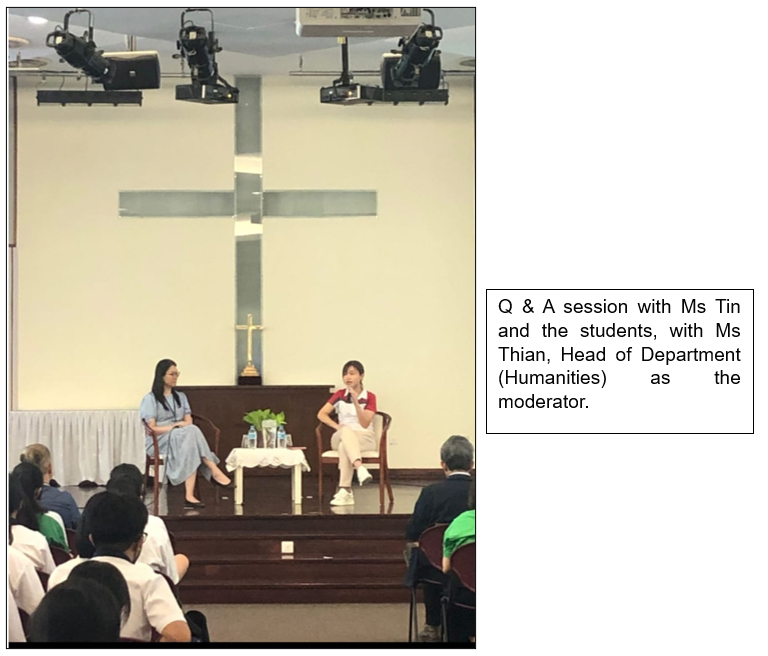 Q & A session with Ms Tin
and the students, with Ms
Thian, Head of Department
(Humanities) as the
moderator.